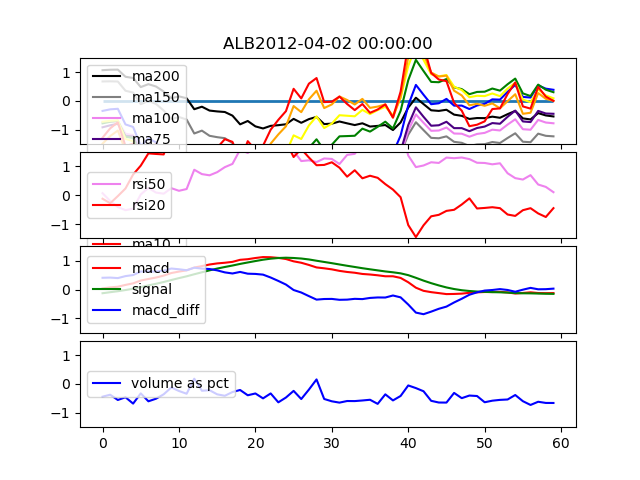 ALB2012-04-02 00:00:00
1
0
−1
ma200
ma150
ma100
ma75
1
0
−1
rsi50
rsi20
ma10
1
0
−1
macd
signal
macd_diff
1
0
−1
volume as pct
0 10 20 30 40 50 60